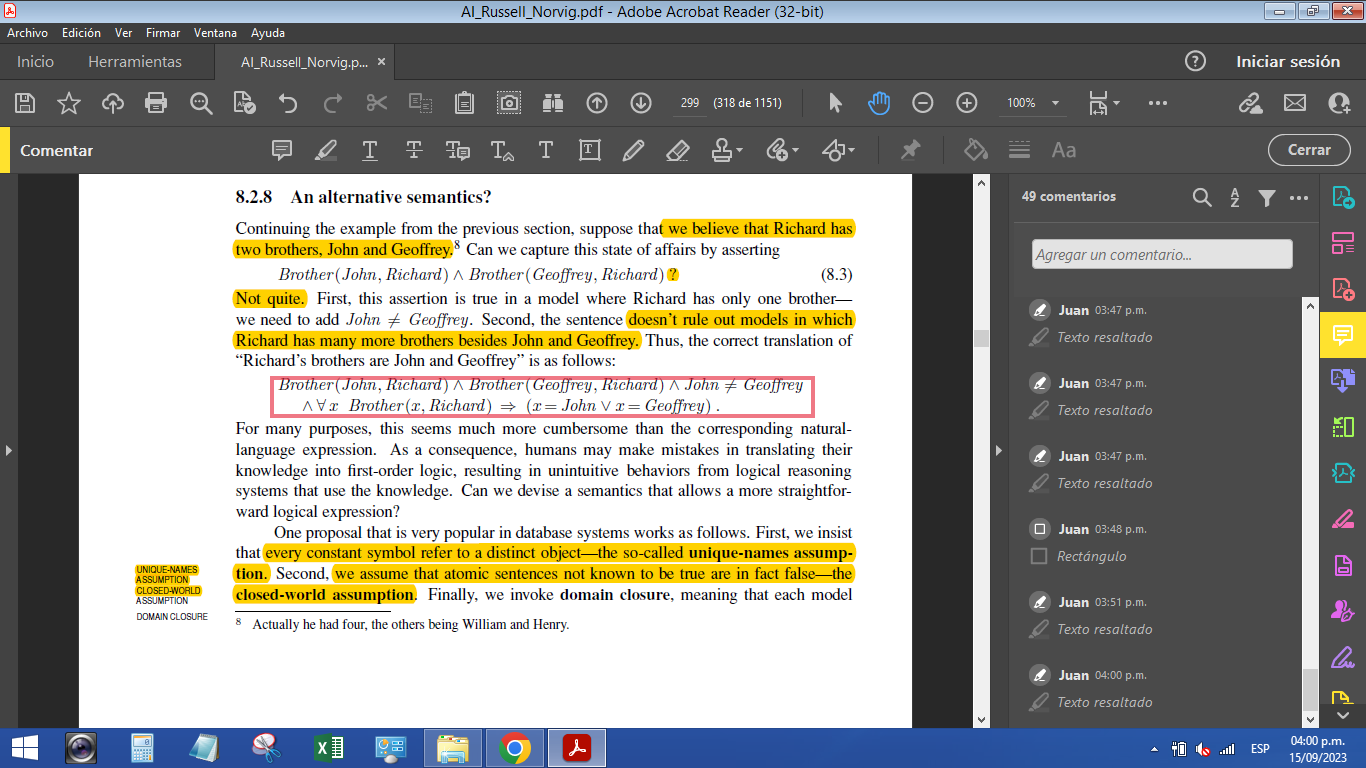 AI_Russell_Norvig.pdf - Adobe Acrobat Reader (32-bit)
Archivo Edición Ver Firmar Ventana Ayuda
Inicio Herramientas AI_Russell_Norvig.p... × ? Iniciar sesión
299 (318 de 1151) 100%
Comentar Cerrar
8.2.8 An alternative semantics?
Continuing the example from the previous section, suppose that we believe that Richard has
two brothers, John and Geoffrey.⁸ Can we capture this state of affairs by asserting
Brother(John, Richard) ∧ Brother(Geoffrey, Richard) ? (8.3)
Not quite. First, this assertion is true in a model where Richard has only one brother—
we need to add John ≠ Geoffrey. Second, the sentence doesn't rule out models in which
Richard has many more brothers besides John and Geoffrey. Thus, the correct translation of
“Richard's brothers are John and Geoffrey” is as follows:
Brother(John, Richard) ∧ Brother(Geoffrey, Richard) ∧ John ≠ Geoffrey
∧ ∀ x Brother(x, Richard) ⇒ (x = John ∨ x = Geoffrey) .
For many purposes, this seems much more cumbersome than the corresponding natural-
language expression. As a consequence, humans may make mistakes in translating their
knowledge into first-order logic, resulting in unintuitive behaviors from logical reasoning
systems that use the knowledge. Can we devise a semantics that allows a more straightfor-
ward logical expression?
One proposal that is very popular in database systems works as follows. First, we insist
that every constant symbol refer to a distinct object—the so-called unique-names assump-
tion. Second, we assume that atomic sentences not known to be true are in fact false—the
closed-world assumption. Finally, we invoke domain closure, meaning that each model
UNIQUE-NAMES
ASSUMPTION
CLOSED-WORLD
ASSUMPTION
DOMAIN CLOSURE
⁸ Actually he had four, the others being William and Henry.
49 comentarios
Agregar un comentario...
Juan 03:47 p.m.
Texto resaltado
Juan 03:47 p.m.
Texto resaltado
Juan 03:47 p.m.
Texto resaltado
Juan 03:48 p.m.
Rectángulo
Juan 03:51 p.m.
Texto resaltado
Juan 04:00 p.m.
Texto resaltado
ESP
04:00 p.m.
15/09/2023